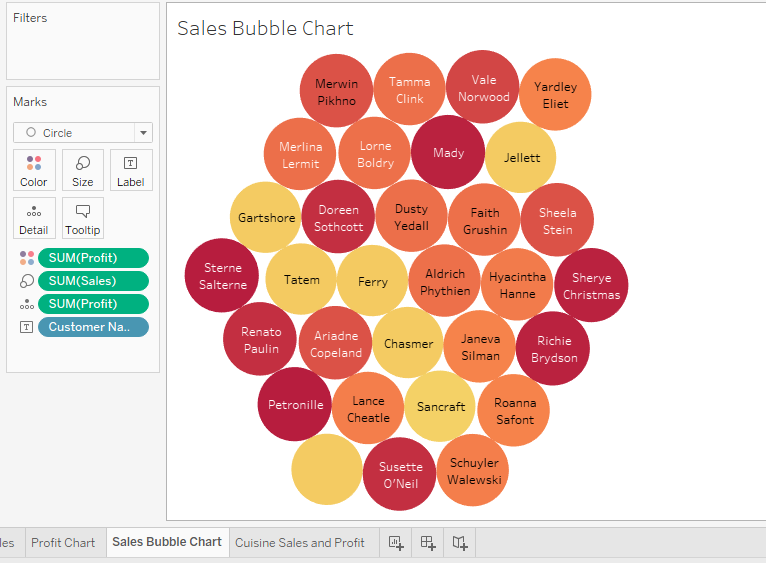 Filters
Marks
Circle
Color
Size
T
Label
Detail
Tooltip
SUM(Profit)
SUM(Sales)
SUM(Profit)
T
Customer Na..
Sales Bubble Chart
Merwin
Pikhno
Tamma
Clink
Vale
Norwood
Yardley
Eliet
Merlina
Lermit
Lorne
Boldry
Mady
Jellett
Gartshore
Doreen
Sothcott
Dusty
Yedall
Faith
Grushin
Sheela
Stein
Sterne
Salterne
Tatem
Ferry
Aldrich
Phythien
Hyacintha
Hanne
Sherye
Christmas
Renato
Paulin
Ariadne
Copeland
Chasmer
Janeva
Silman
Richie
Brydson
Petronille
Lance
Cheatle
Sancraft
Roanna
Safont
Susette
O'Neil
Schuyler
Walewski
les
Profit Chart
Sales Bubble Chart
Cuisine Sales and Profit